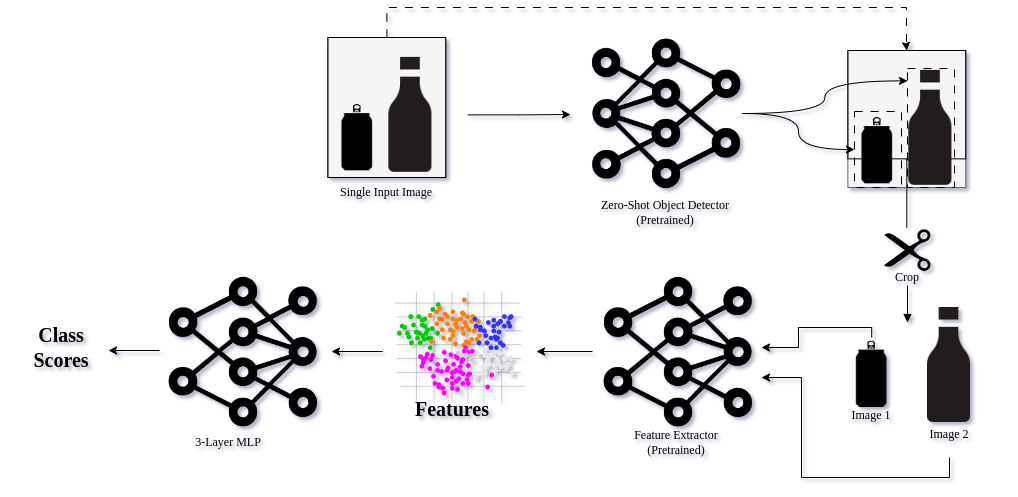 Single Input Image
Zero-Shot Object Detector
(Pretrained)
Crop
Image 1
Image 2
Feature Extractor
(Pretrained)
Features
3-Layer MLP
Class
Scores